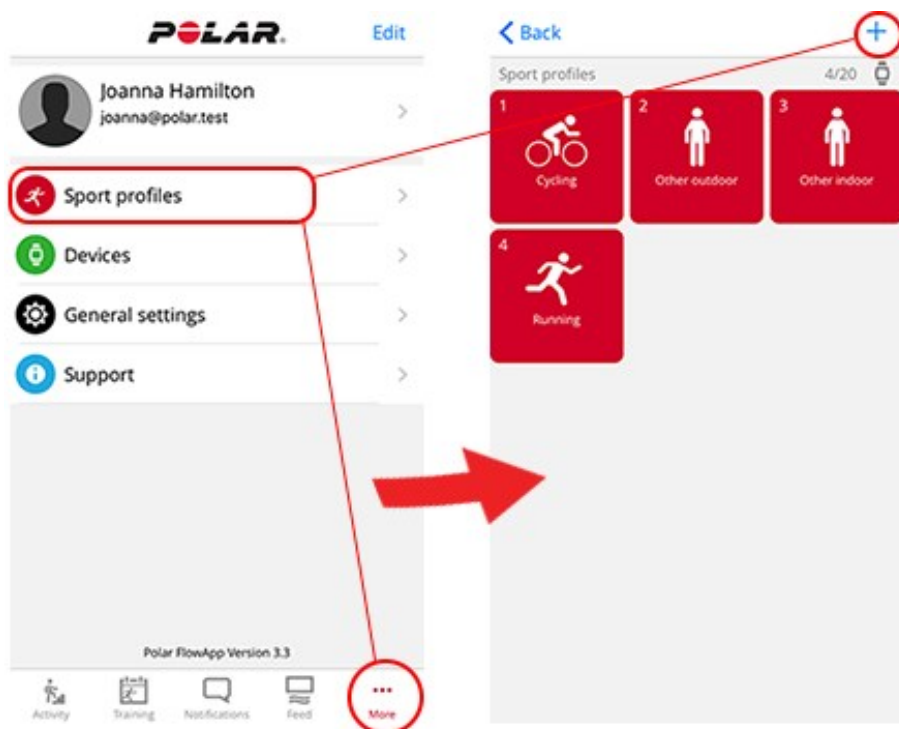 POLAR.
Edit
Joanna Hamilton
joanna@polar.test
Sport profiles
Devices
General settings
Support
Polar FlowApp Version 3.3
Activity
Training
Notifications
Feed
More
Back
Sport profiles
4/20
1
Cycling
2
Other outdoor
3
Other indoor
4
Running